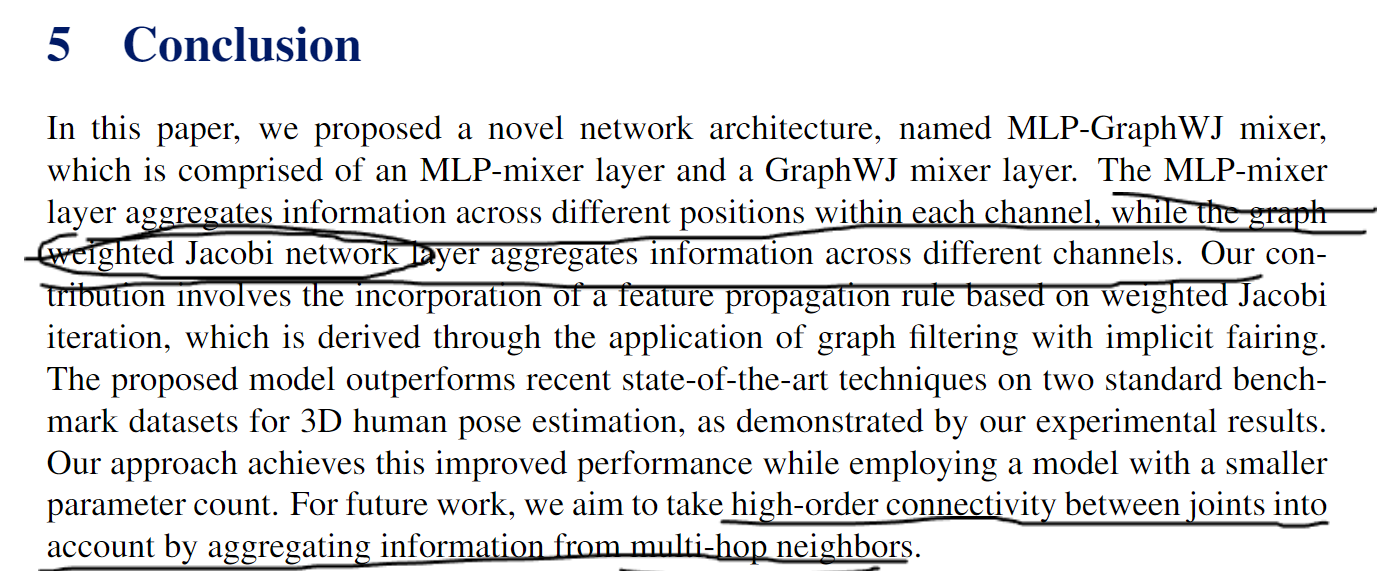 5 Conclusion
In this paper, we proposed a novel network architecture, named MLP-GraphWJ mixer,
which is comprised of an MLP-mixer layer and a GraphWJ mixer layer. The MLP-mixer
layer aggregates information across different positions within each channel, while the graph
weighted Jacobi network layer aggregates information across different channels. Our con-
tribution involves the incorporation of a feature propagation rule based on weighted Jacobi
iteration, which is derived through the application of graph filtering with implicit fairing.
The proposed model outperforms recent state-of-the-art techniques on two standard bench-
mark datasets for 3D human pose estimation, as demonstrated by our experimental results.
Our approach achieves this improved performance while employing a model with a smaller
parameter count. For future work, we aim to take high-order connectivity between joints into
account by aggregating information from multi-hop neighbors.